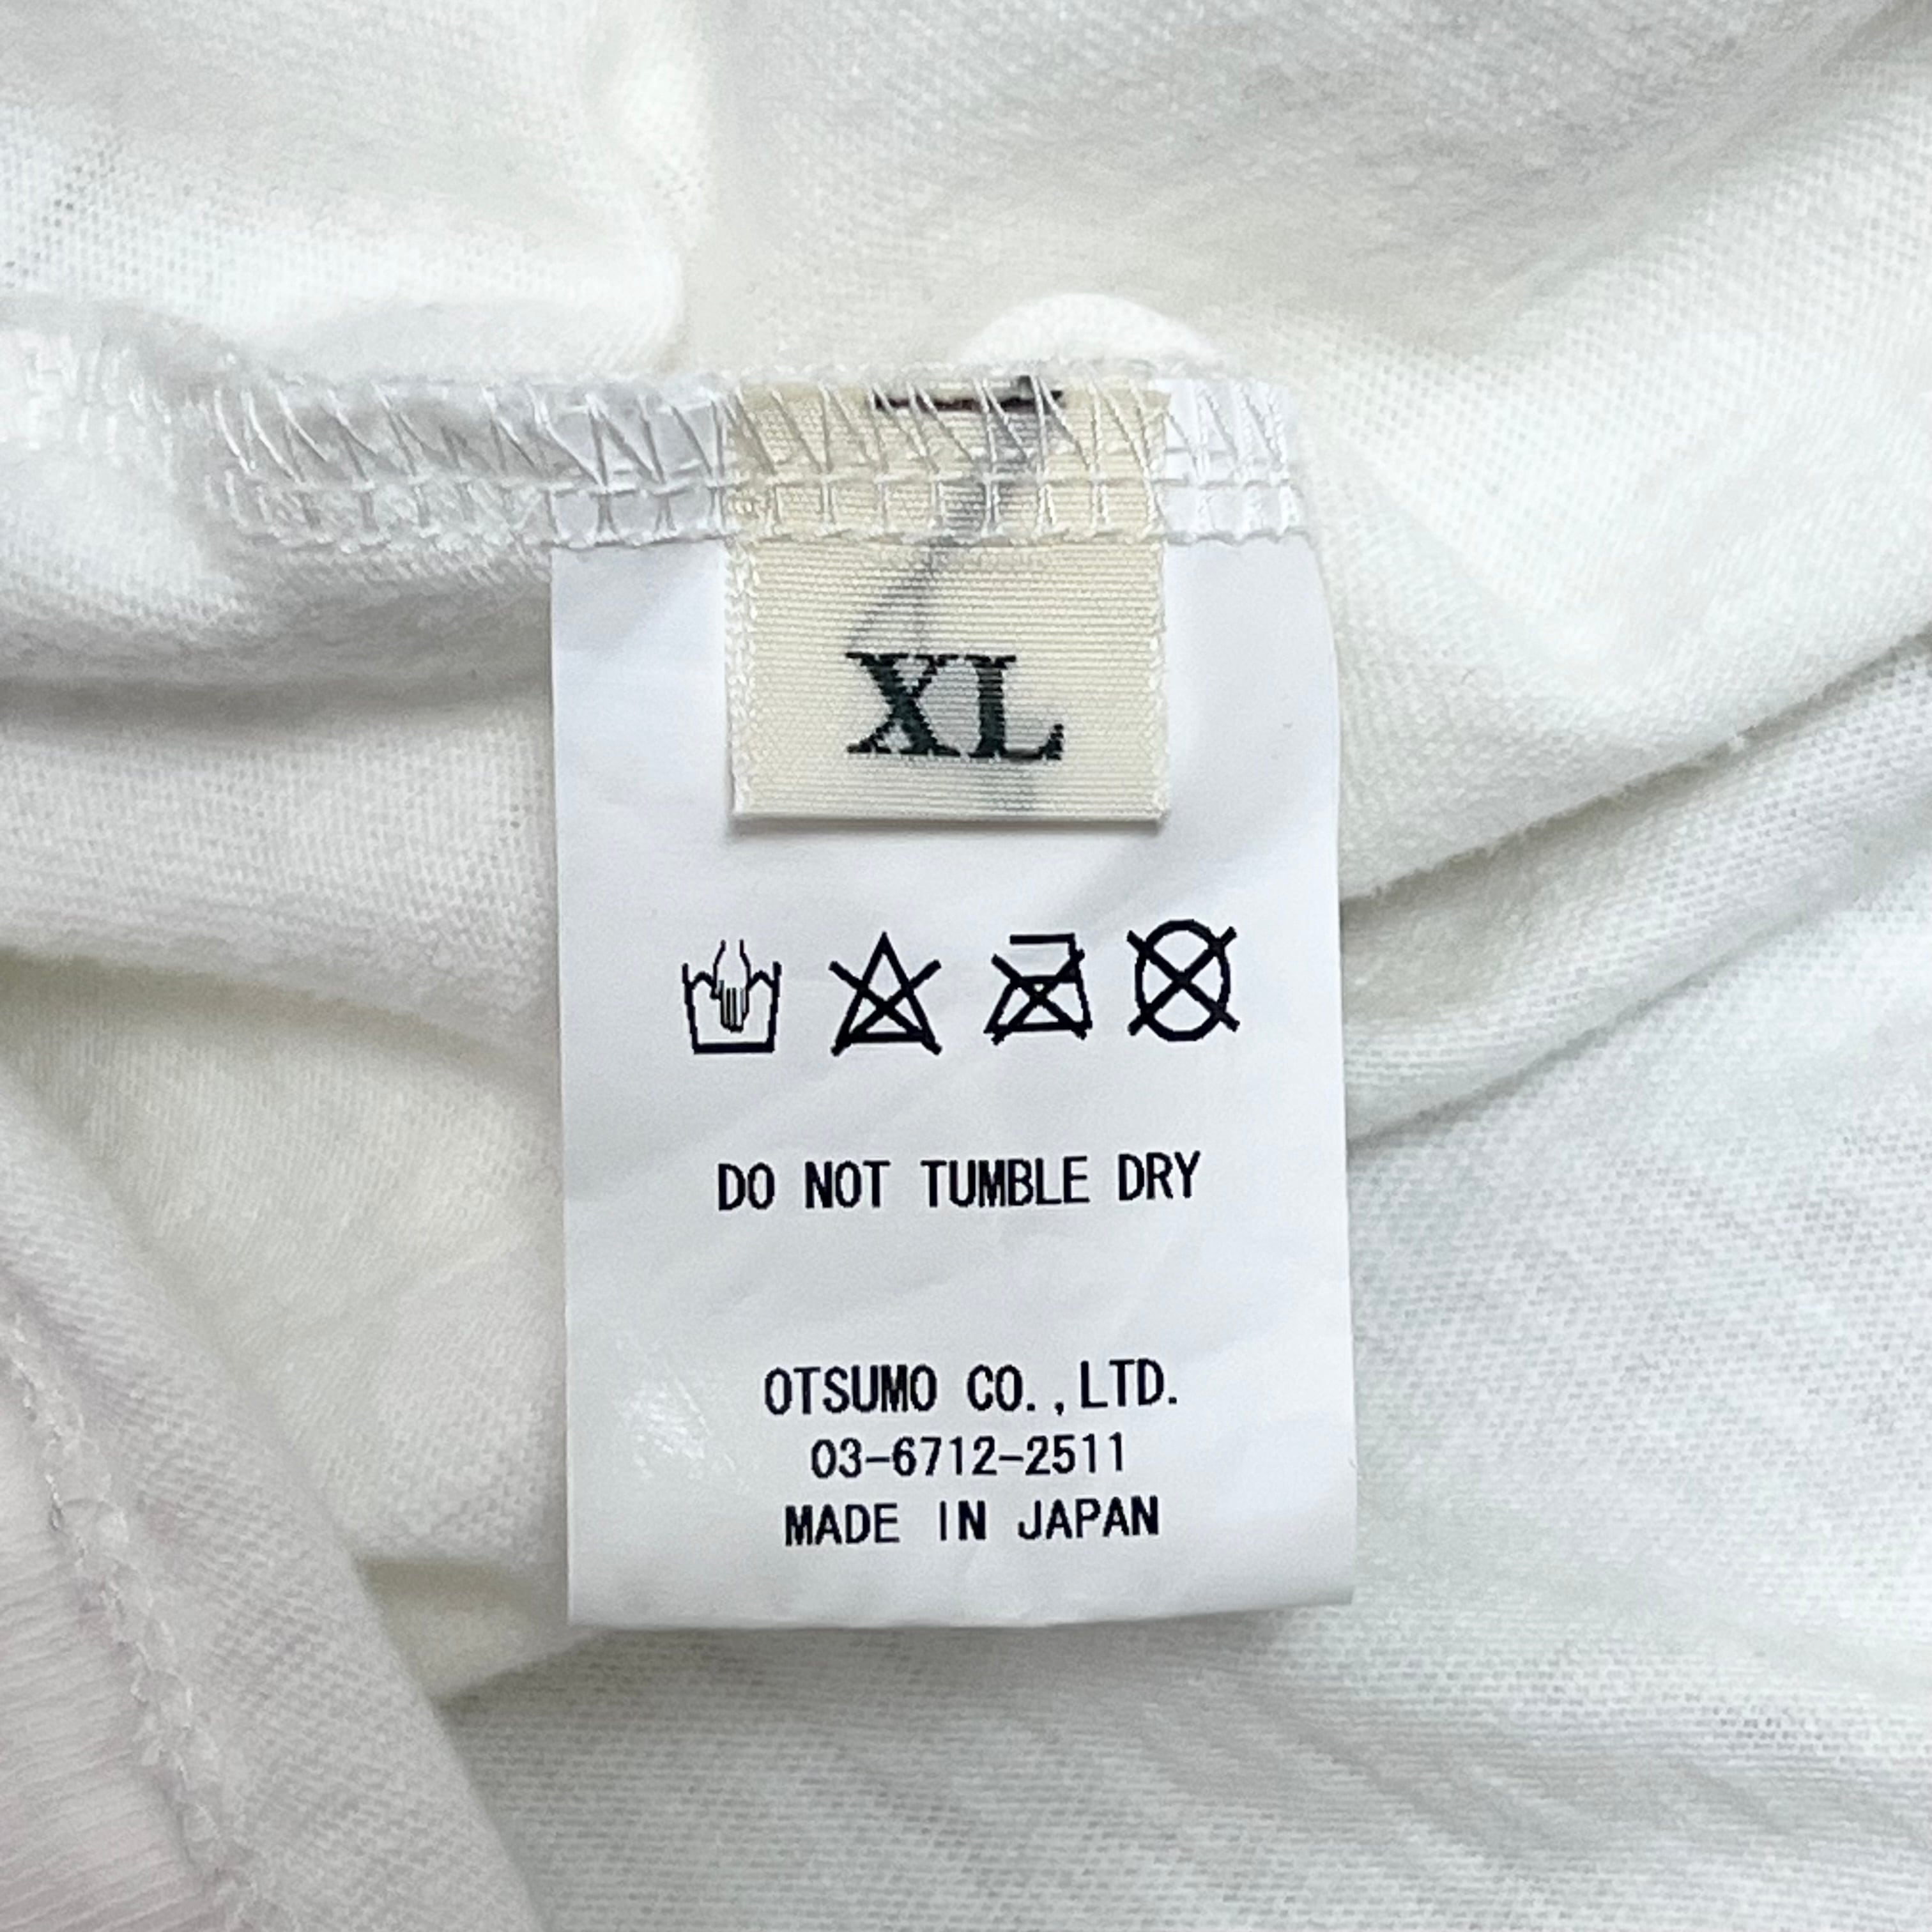 XL
DO NOT TUMBLE DRY
OTSUMO CO.,LTD.
03-6712-2511
MADE IN JAPAN